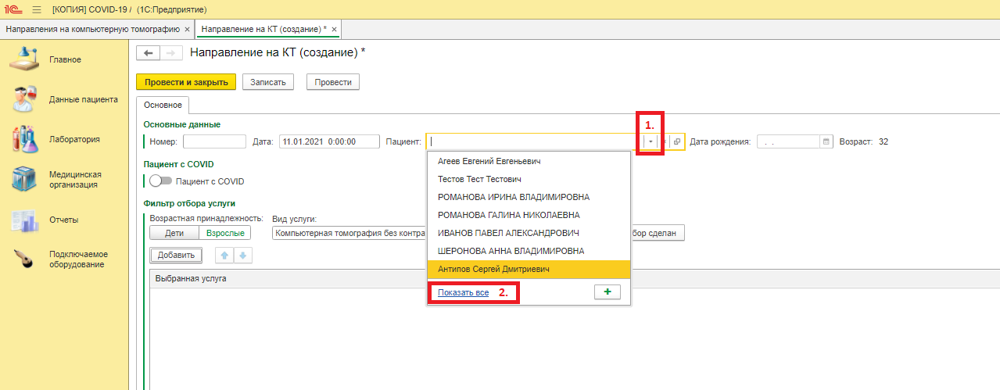 1С [КОПИЯ] COVID-19 / (1С:Предприятие)
Направления на компьютерную томографию × Направление на КТ (создание) * ×
Главное
Данные пациента
Лаборатория
Медицинская
организация
Отчеты
Подключаемое
оборудование
Направление на КТ (создание) *
Провести и закрыть Записать Провести
Основное
Основные данные
1.
Номер: Дата: 11.01.2021 0:00:00 Пациент: Дата рождения: . . Возраст: 32
Пациент с COVID
Пациент с COVID
Фильтр отбора услуги
Возрастная принадлежность: Вид услуги:
Дети Взрослые Компьютерная томография без контра бор сделан
Добавить
Выбранная услуга
Агеев Евгений Евгеньевич
Тестов Тест Тестович
РОМАНОВА ИРИНА ВЛАДИМИРОВНА
РОМАНОВА ГАЛИНА НИКОЛАЕВНА
ИВАНОВ ПАВЕЛ АЛЕКСАНДРОВИЧ
ШЕРОНОВА АННА ВЛАДИМИРОВНА
Антипов Сергей Дмитриевич
Показать все 2. +